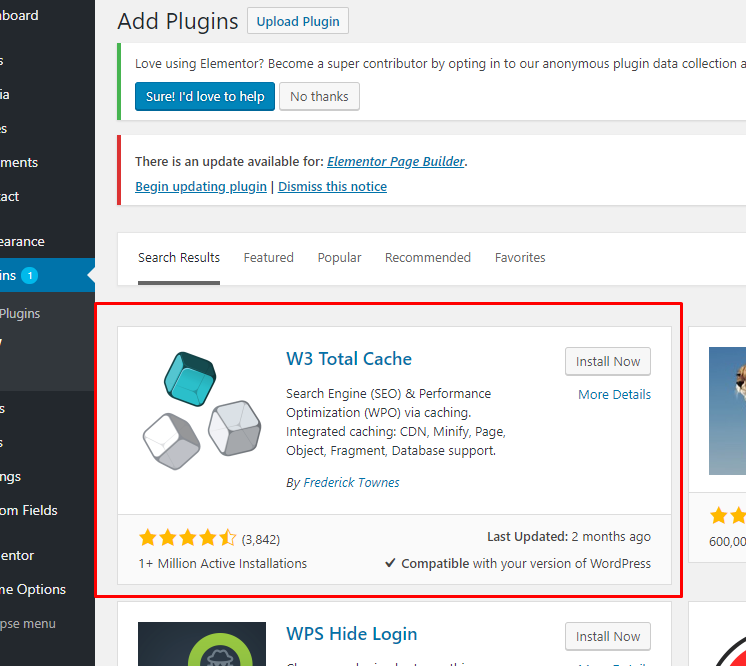 board
Add Plugins
Upload Plugin
s
Love using Elementor? Become a super contributor by opting in to our anonymous plugin data collection a
ia
Sure! I'd love to help
No thanks
es
ments
There is an update available for: Elementor Page Builder.
Begin updating plugin | Dismiss this notice
act
earance
Search Results
Featured
Popular
Recommended
Favorites
ins 1
Plugins
W3 Total Cache
Install Now
Search Engine (SEO) & Performance
More Details
Optimization (WPO) via caching.
Integrated caching: CDN, Minify, Page,
Object, Fragment, Database support.
By Frederick Townes
s
s
ngs
om Fields
(3,842)
Last Updated: 2 months ago
600,00
entor
1+ Million Active Installations
Compatible with your version of WordPress
me Options
pse menu
WPS Hide Login
Install Now